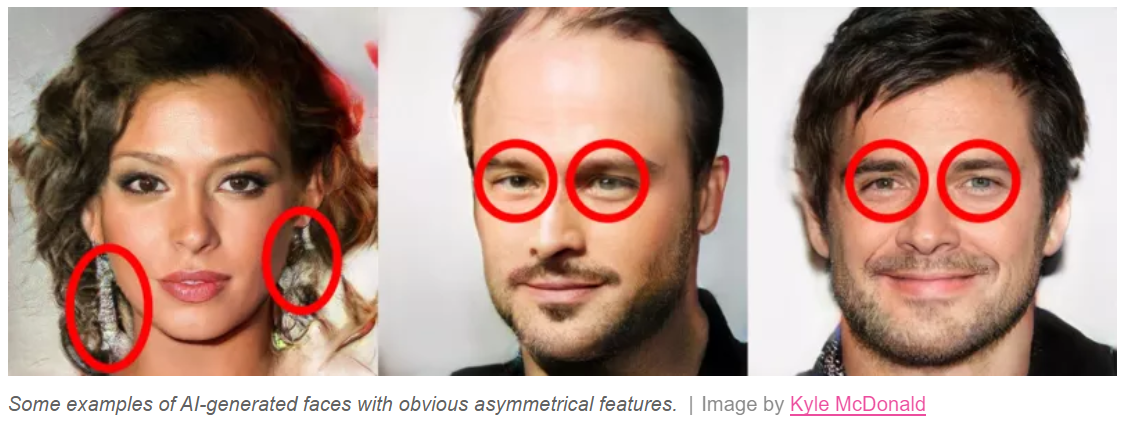 Some examples of AI-generated faces with obvious asymmetrical features. | Image by Kyle McDonald